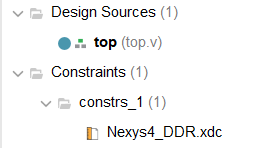 Design Sources (1)
top (top.v)
Constraints (1)
constrs_1 (1)
Nexys4_DDR.xdc